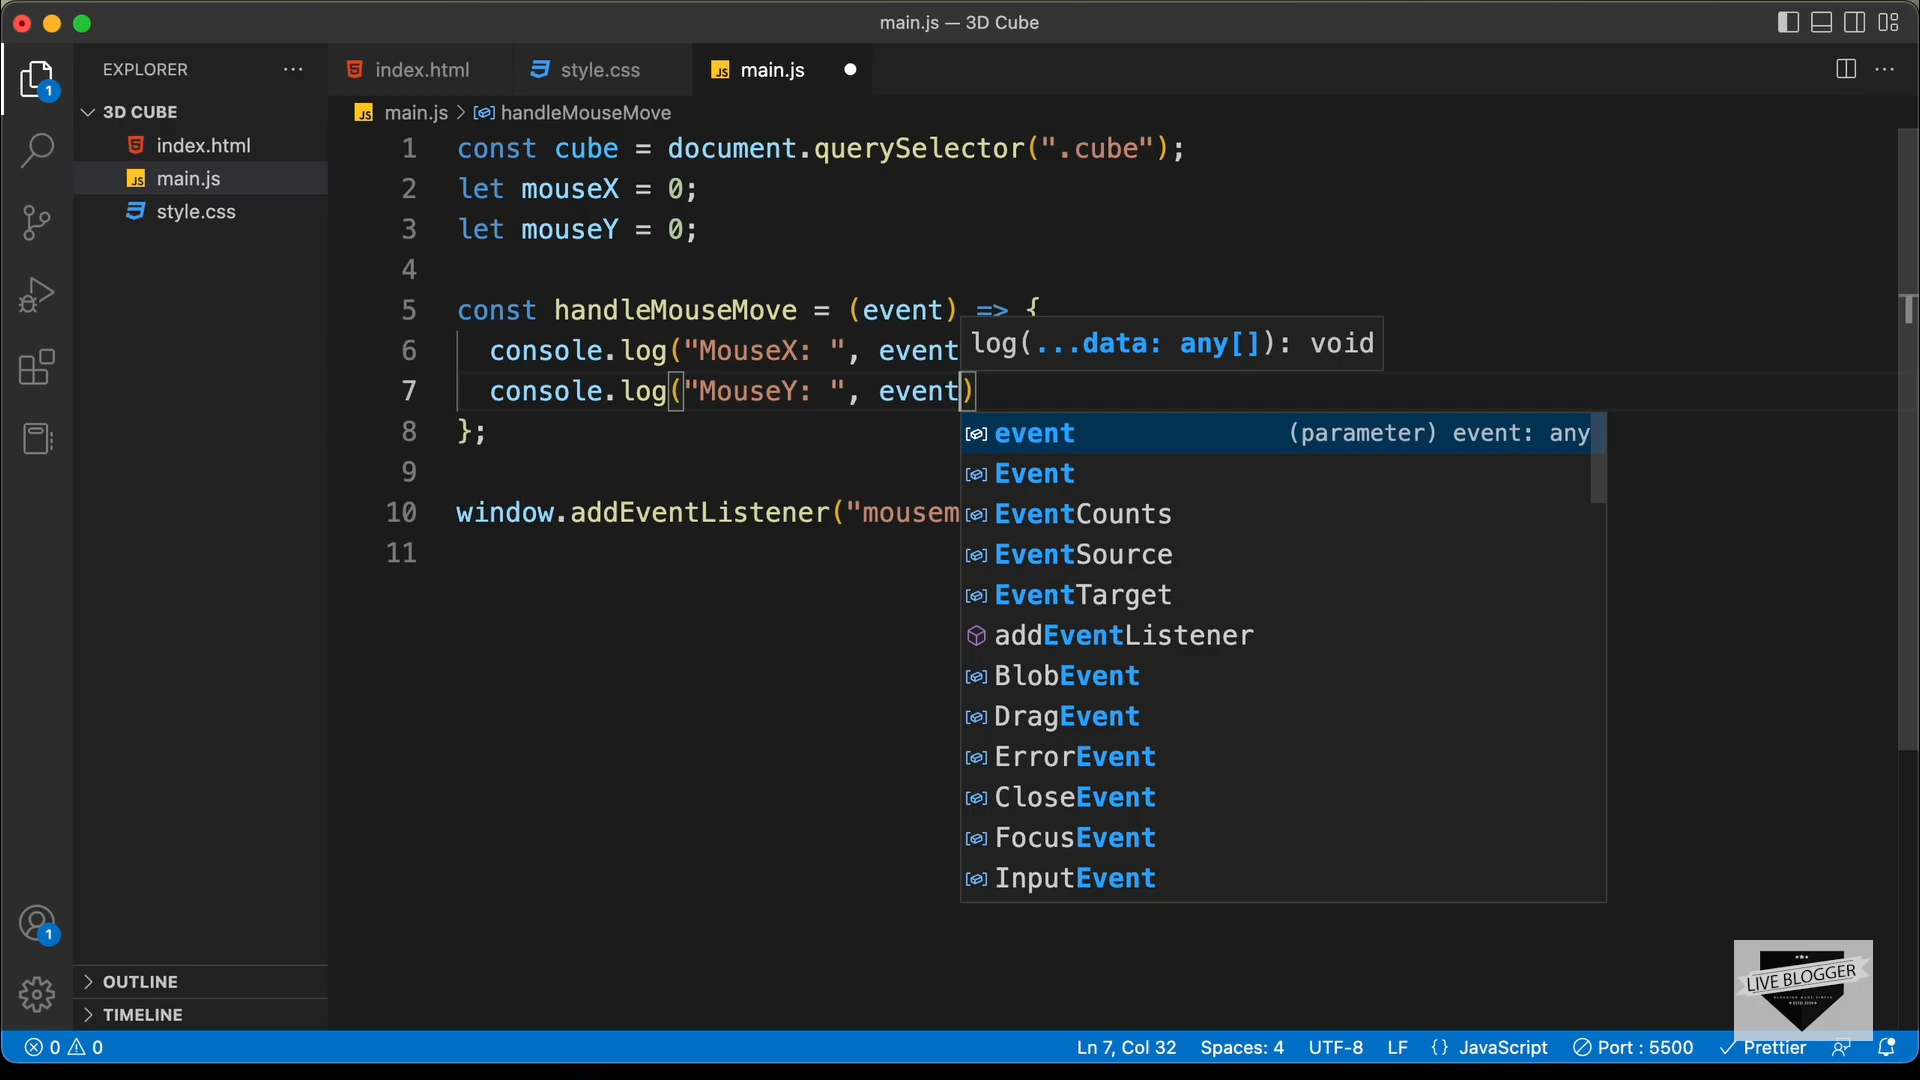 main.js — 3D Cube
EXPLORER
index.html
style.css
main.js
1
3D CUBE
main.js > handleMouseMove
index.html
main.js
style.css
1 const cube = document.querySelector(".cube");
2 let mouseX = 0;
3 let mouseY = 0;
4
5 const handleMouseMove = (event) => {
6 console.log("MouseX: ", event
log(...data: any[]): void
7 console.log("MouseY: ", event)
8 };
9
10 window.addEventListener("mousem
11
event (parameter) event: any
Event
EventCounts
EventSource
EventTarget
addEventListener
BlobEvent
DragEvent
ErrorEvent
CloseEvent
FocusEvent
InputEvent
1
OUTLINE
TIMELINE
LIVE BLOGGER
0 0
Ln 7, Col 32 Spaces: 4 UTF-8 LF {} JavaScript Port : 5500 Prettier